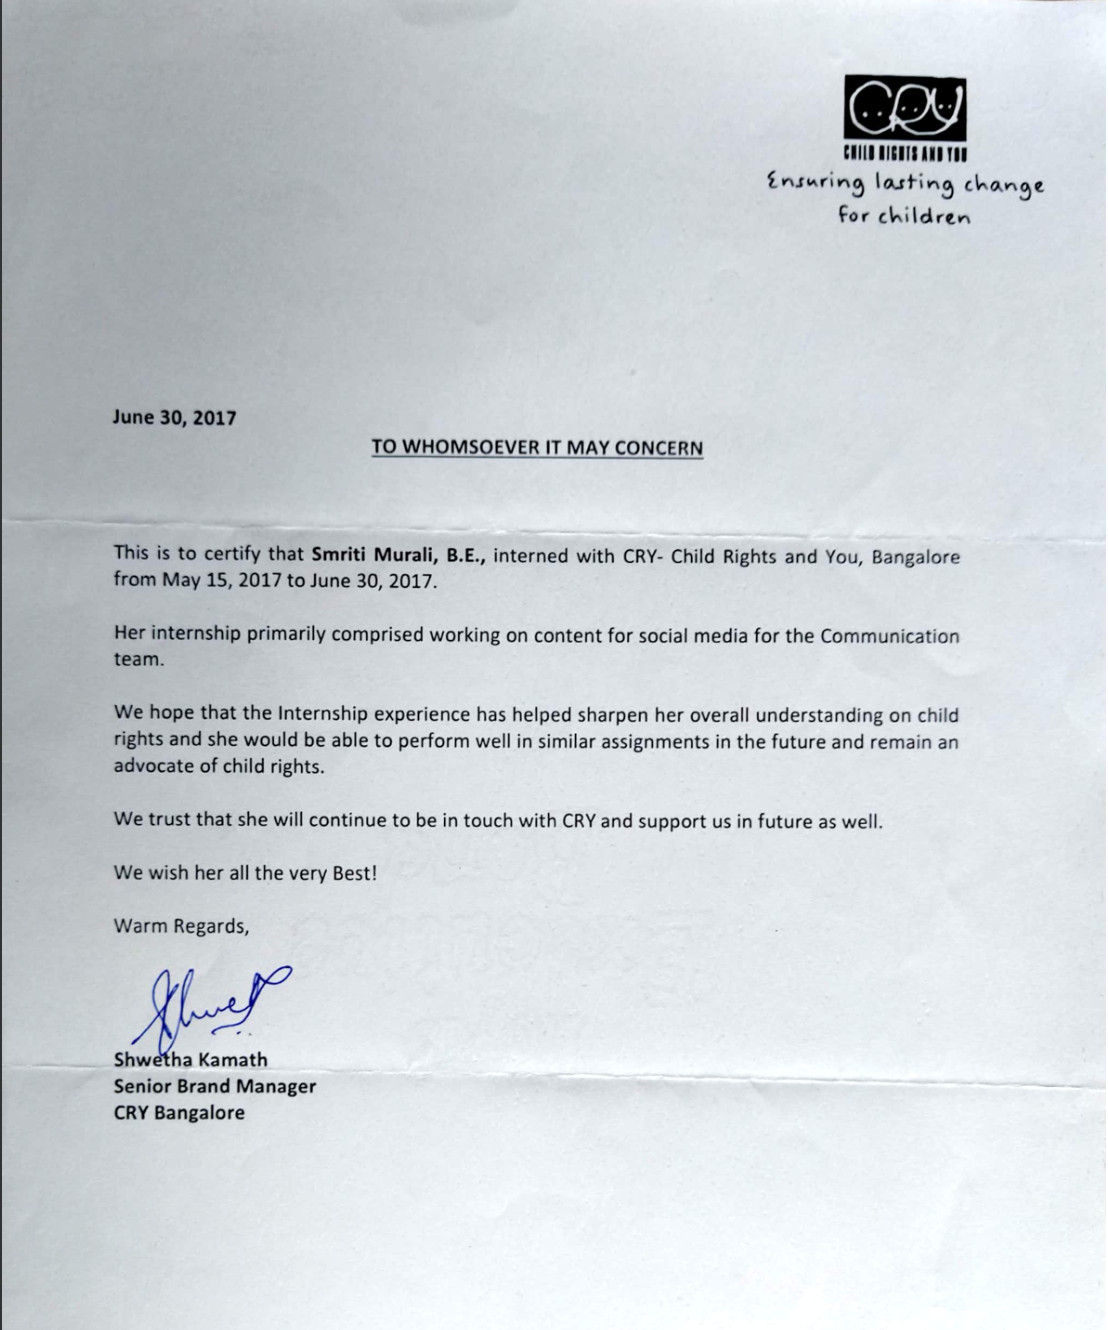 CRY
CHILD RIGHTS AND YOU
Ensuring lasting change
for children
June 30, 2017
TO WHOMSOEVER IT MAY CONCERN
This is to certify that Smriti Murali, B.E., interned with CRY- Child Rights and You, Bangalore
from May 15, 2017 to June 30, 2017.
Her internship primarily comprised working on content for social media for the Communication
team.
We hope that the Internship experience has helped sharpen her overall understanding on child
rights and she would be able to perform well in similar assignments in the future and remain an
advocate of child rights.
We trust that she will continue to be in touch with CRY and support us in future as well.
We wish her all the very Best!
Warm Regards,
Shwetha Kamath
Senior Brand Manager
CRY Bangalore